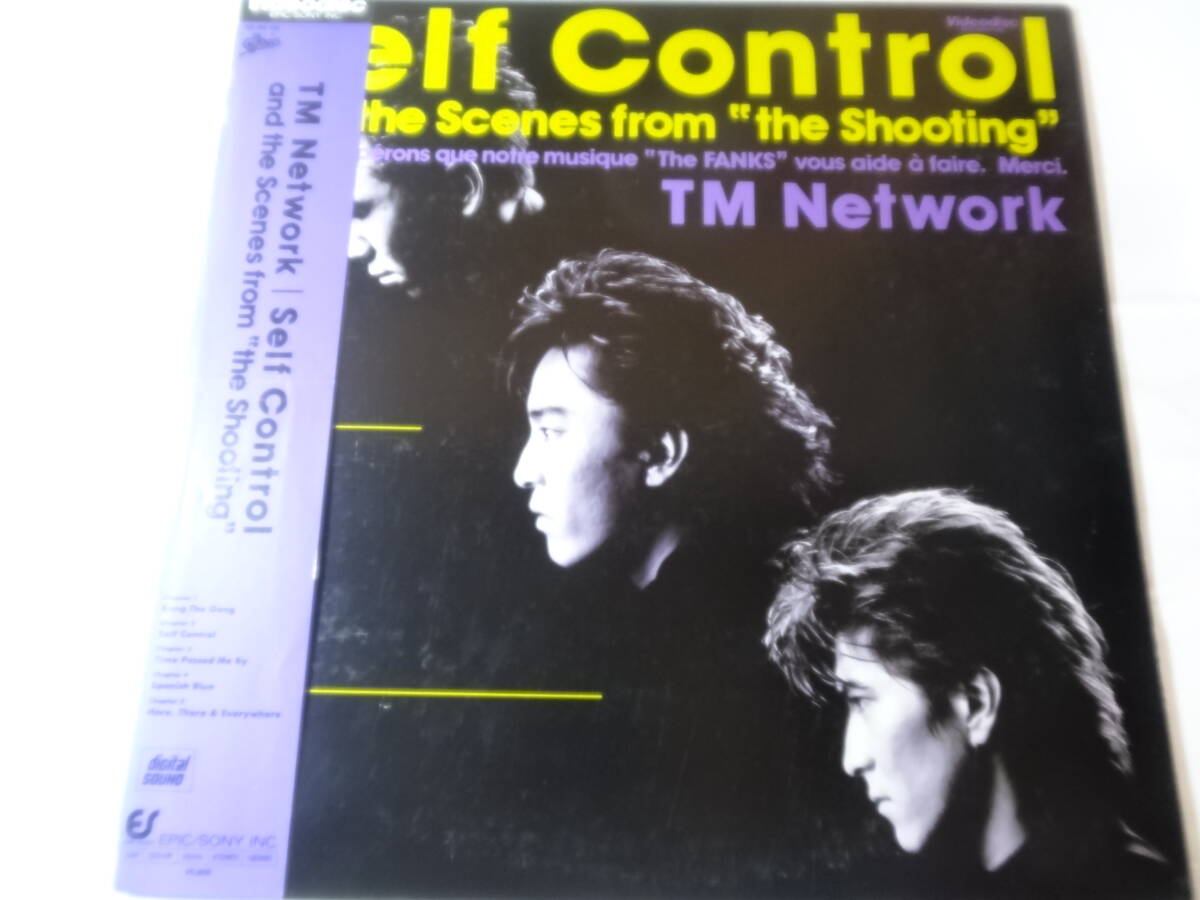 elf Control
the Scenes from "the Shooting"
érons que notre musique "The FANKS" vous aide à faire. Merci.
TM Network
Videodisc
TM Network | Self Control
and the Scenes from "the Shooting"
Self Control
Time Passed Me By
Spanish Blue
Here, There & Everywhere
digital
SOUND
ES
EPIC/SONY INC